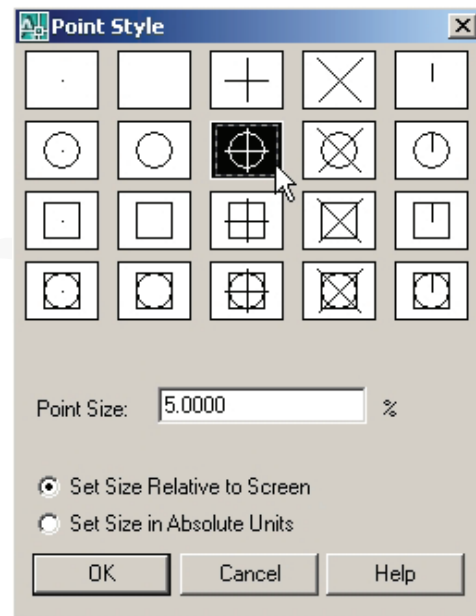 Point Style
Point Size: 5.0000 %
Set Size Relative to Screen
Set Size in Absolute Units
OK Cancel Help